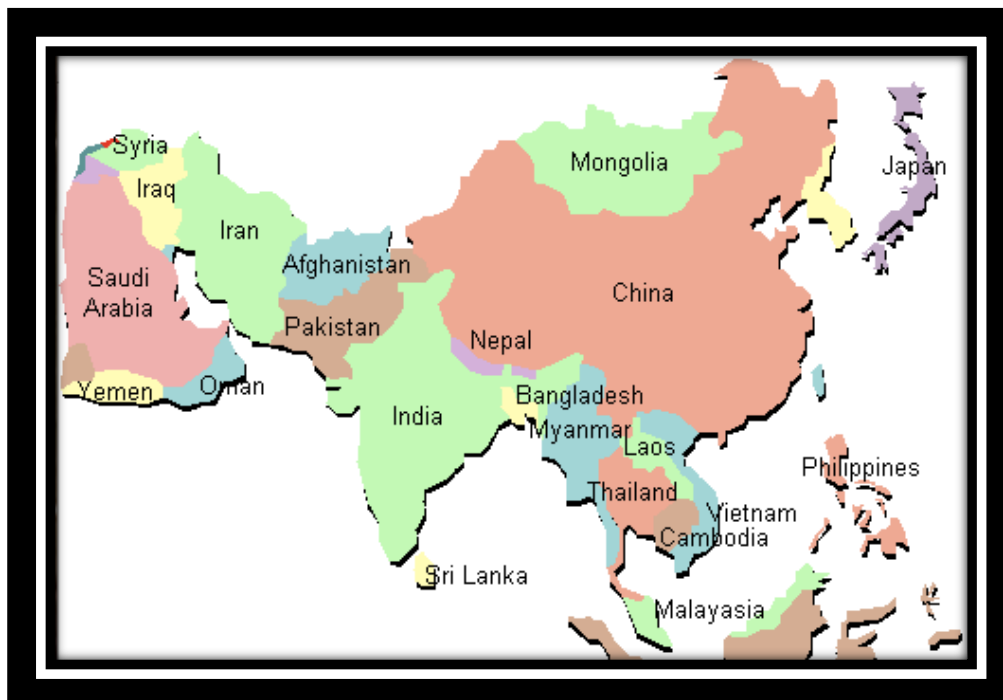 Syria
Mongolia
Japan
Iraq
Iran
Afghanistan
Saudi
Arabia
China
Pakistan
Nepal
Yemen
Oman
Bangladesh
India
Myanmar
Laos
Philippines
Thailand
Vietnam
Cambodia
Sri Lanka
Malayasia